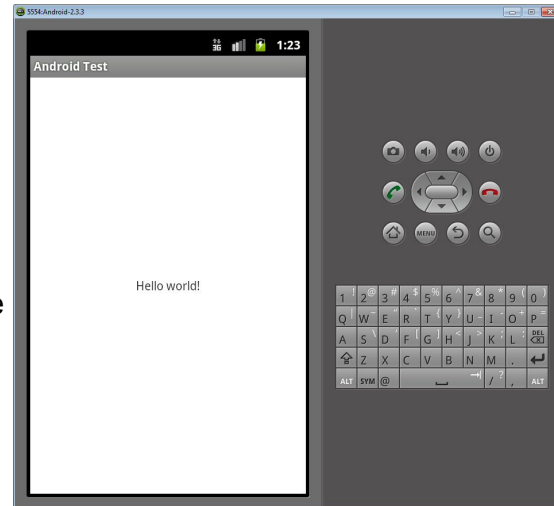 5554:Android-2.3.3
3G 1:23
Android Test
Hello world!
e
MENU
1 ! 2 @ 3 # 4 $ 5 % 6 ^ 7 & 8 * 9 ( 0 )
Q | W ~ E " R ` T { Y } U _ I - O + P =
A S \ D ' F [ G ] H < J > K ; L : DEL
Z X C V B N M .
ALT SYM @ / ? , ALT